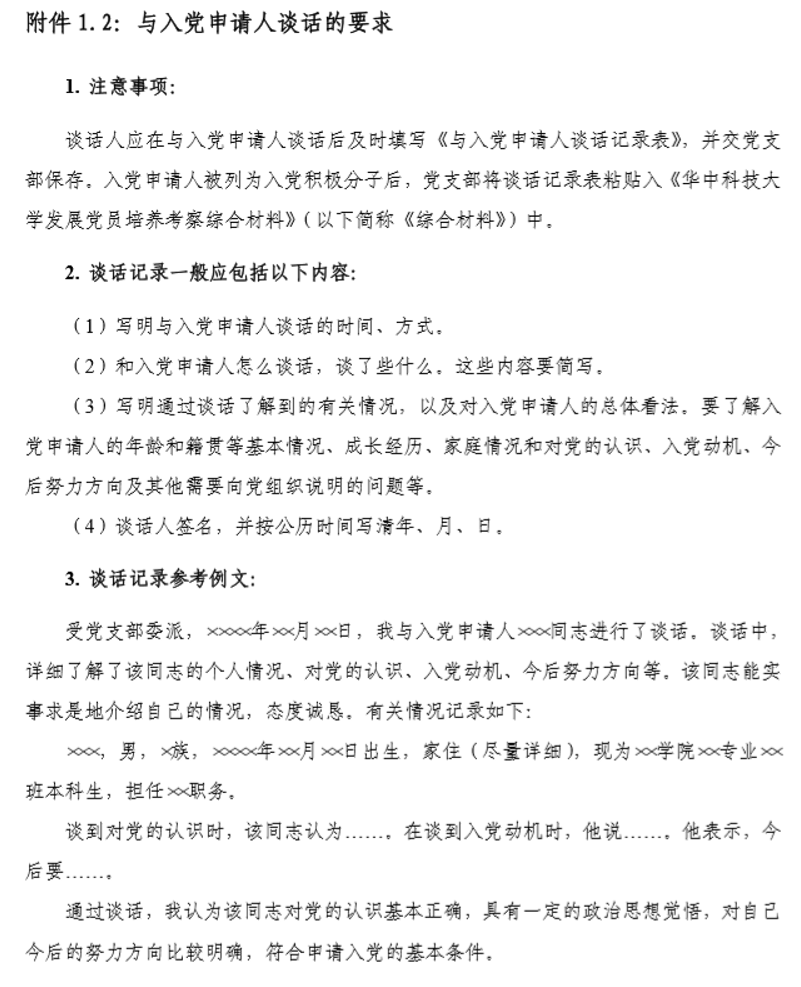 附件 1.2：与入党申请人谈话的要求
1. 注意事项：
谈话人应在与入党申请人谈话后及时填写《与入党申请人谈话记录表》，并交党支
部保存。入党申请人被列为入党积极分子后，党支部将谈话记录表粘贴入《华中科技大
学发展党员培养考察综合材料》（以下简称《综合材料》）中。
2. 谈话记录一般应包括以下内容：
（1）写明与入党申请人谈话的时间、方式。
（2）和入党申请人怎么谈话，谈了些什么。这些内容要简写。
（3）写明通过谈话了解到的有关情况，以及对入党申请人的总体看法。要了解入
党申请人的年龄和籍贯等基本情况、成长经历、家庭情况和对党的认识、入党动机、今
后努力方向及其他需要向党组织说明的问题等。
（4）谈话人签名，并按公历时间写清年、月、日。
3. 谈话记录参考例文：
受党支部委派，××××年××月××日，我与入党申请人×××同志进行了谈话。谈话中，
详细了解了该同志的个人情况、对党的认识、入党动机、今后努力方向等。该同志能实
事求是地介绍自己的情况，态度诚恳。有关情况记录如下：
×××，男，×族，××××年××月××日出生，家住（尽量详细），现为××学院××专业××
班本科生，担任××职务。
谈到对党的认识时，该同志认为……。在谈到入党动机时，他说……。他表示，今
后要……。
通过谈话，我认为该同志对党的认识基本正确，具有一定的政治思想觉悟，对自己
今后的努力方向比较明确，符合申请入党的基本条件。